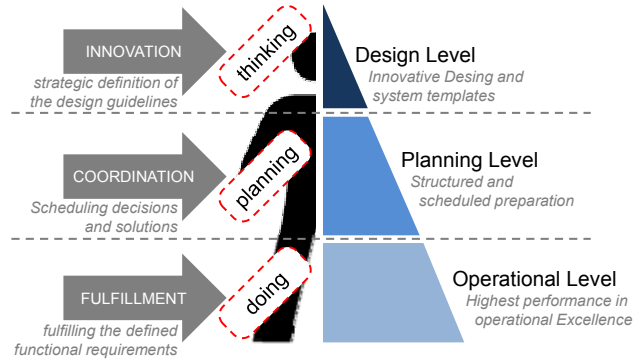 INNOVATION
strategic definition of
the design guidelines
thinking
Design Level
Innovative Desing and
system templates
COORDINATION
Scheduling decisions
and solutions
planning
Planning Level
Structured and
scheduled preparation
FULFILLMENT
fulfilling the defined
functional requirements
doing
Operational Level
Highest performance in
operational Excellence